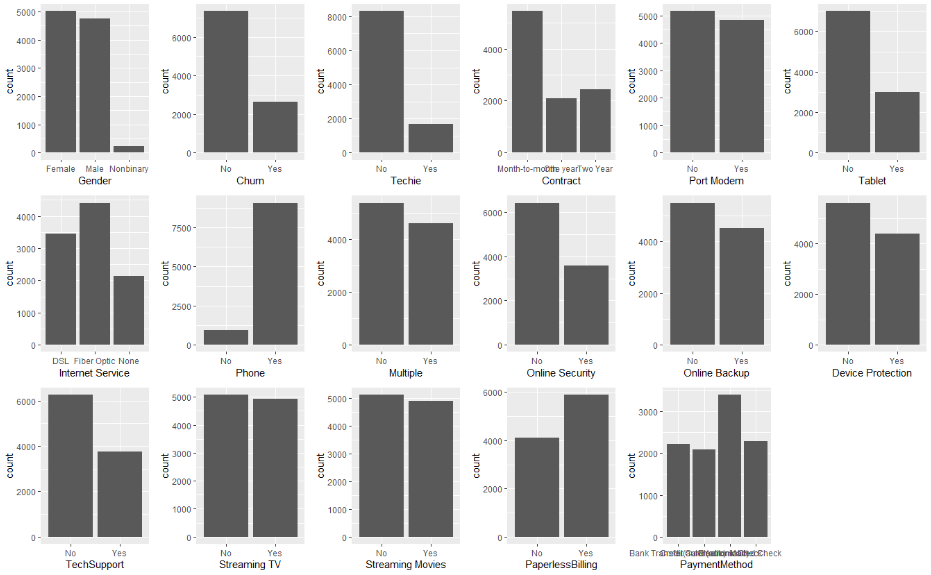 count
5000
4000
3000
2000
1000
0
Female Male Nonbinary
Gender
count
6000
4000
2000
0
No Yes
Churn
count
8000
6000
4000
2000
0
No Yes
Techie
count
4000
2000
0
Month-to-month One year Two Year
Contract
count
5000
4000
3000
2000
1000
0
No Yes
Port Modem
count
6000
4000
2000
0
No Yes
Tablet
count
4000
3000
2000
1000
0
DSL Fiber Optic None
Internet Service
count
7500
5000
2500
0
No Yes
Phone
count
4000
2000
0
No Yes
Multiple
count
6000
4000
2000
0
No Yes
Online Security
count
4000
2000
0
No Yes
Online Backup
count
4000
2000
0
No Yes
Device Protection
count
6000
4000
2000
0
No Yes
TechSupport
count
5000
4000
3000
2000
1000
0
No Yes
Streaming TV
count
5000
4000
3000
2000
1000
0
No Yes
Streaming Movies
count
6000
5000
4000
3000
2000
1000
0
No Yes
PaperlessBilling
count
3000
2000
1000
0
Bank Check
PaymentMethod